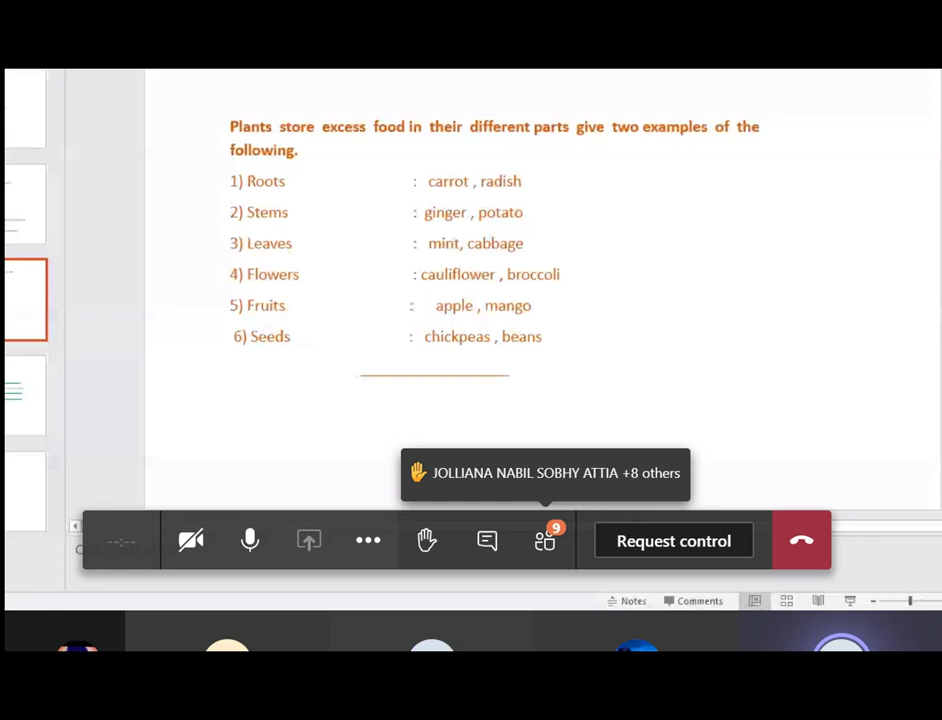 Plants store excess food in their different parts give two examples of the
following.
1) Roots : carrot , radish
2) Stems : ginger , potato
3) Leaves : mint, cabbage
4) Flowers : cauliflower , broccoli
5) Fruits : apple , mango
6) Seeds : chickpeas , beans
JOLLIANA NABIL SOBHY ATTIA +8 others
--:--
9
Request control
Notes
Comments